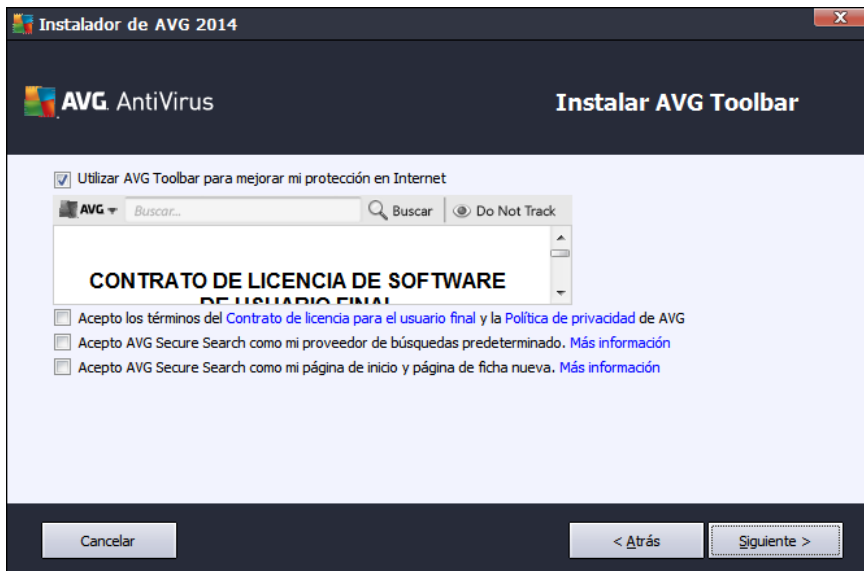 Instalador de AVG 2014
AVG AntiVirus
Instalar AVG Toolbar
Utilizar AVG Toolbar para mejorar mi protección en Internet
AVG Buscar... Buscar Do Not Track
CONTRATO DE LICENCIA DE SOFTWARE
DE USUARIO FINAL
Acepto los términos del Contrato de licencia para el usuario final y la Política de privacidad de AVG
Acepto AVG Secure Search como mi proveedor de búsquedas predeterminado. Más información
Acepto AVG Secure Search como mi página de inicio y página de ficha nueva. Más información
Cancelar
< Atrás
Siguiente >